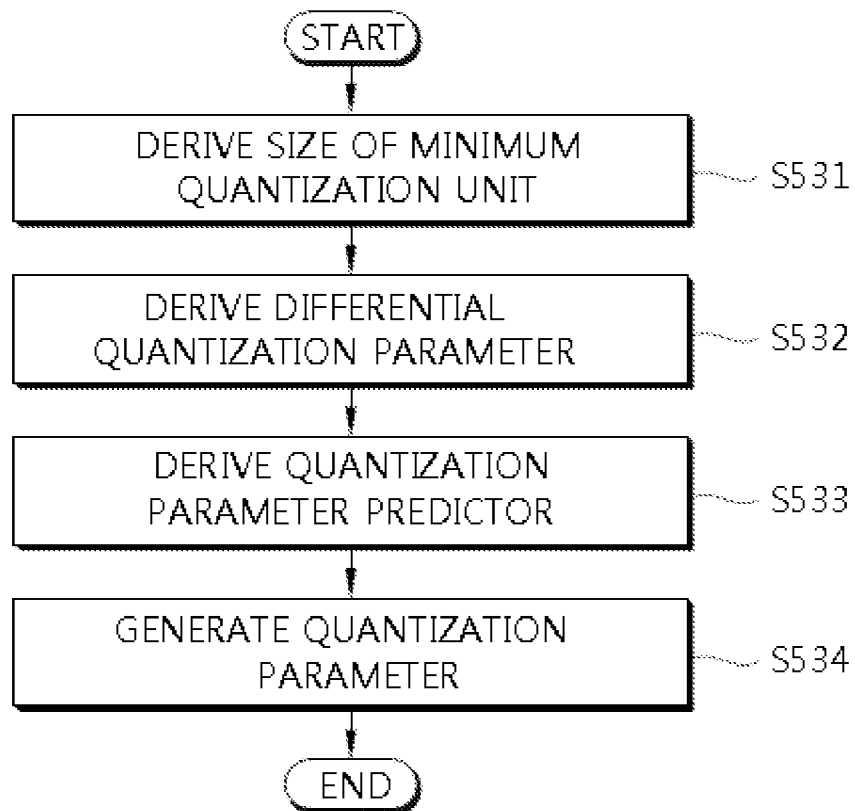 START
DERIVE SIZE OF MINIMUM
QUANTIZATION UNIT
S531
DERIVE DIFFERENTIAL
QUANTIZATION PARAMETER
S532
DERIVE QUANTIZATION
PARAMETER PREDICTOR
S533
GENERATE QUANTIZATION
PARAMETER
S534
END